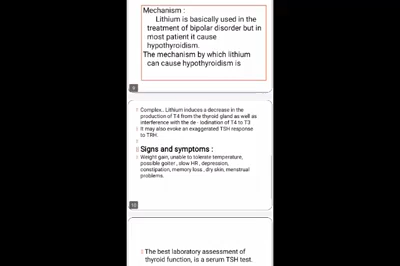 Mechanism :
Lithium is basically used in the
treatment of bipolar disorder but in
most patient it cause
hypothyroidism.
The mechanism by which lithium
can cause hypothyroidism is
9
Complex.. Lithium induces a decrease in the
production of T4 from the thyroid gland as well as
interference with the de - iodination of T4 to T3
It may also evoke an exaggerated TSH response
to TRH.
Signs and symptoms :
Weight gain, unable to tolerate temperature,
possible goiter , slow HR , depression,
constipation, memory loss , dry skin, menstrual
problems.
10
The best laboratory assessment of
thyroid function, is a serum TSH test.